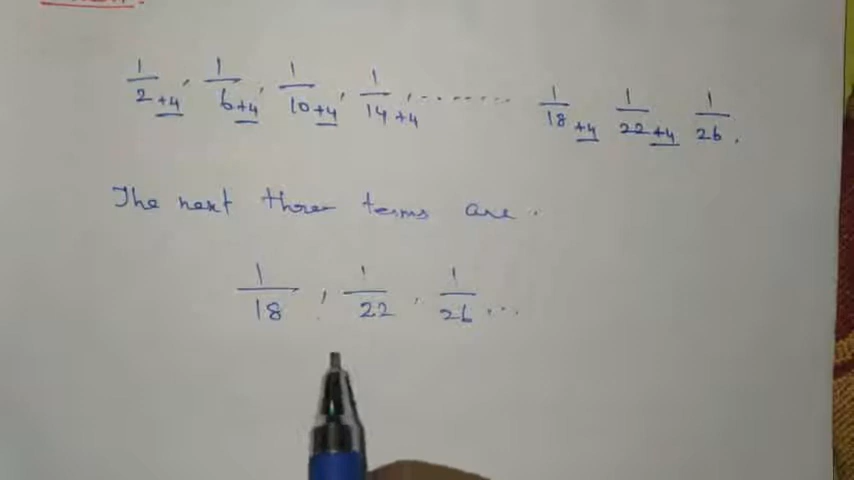 1/2+4, 1/6+4, 1/10+4, 1/14+4, ........ 1/18+4 1/22+4 1/26.
The next three terms are.
1/18, 1/22, 1/26...